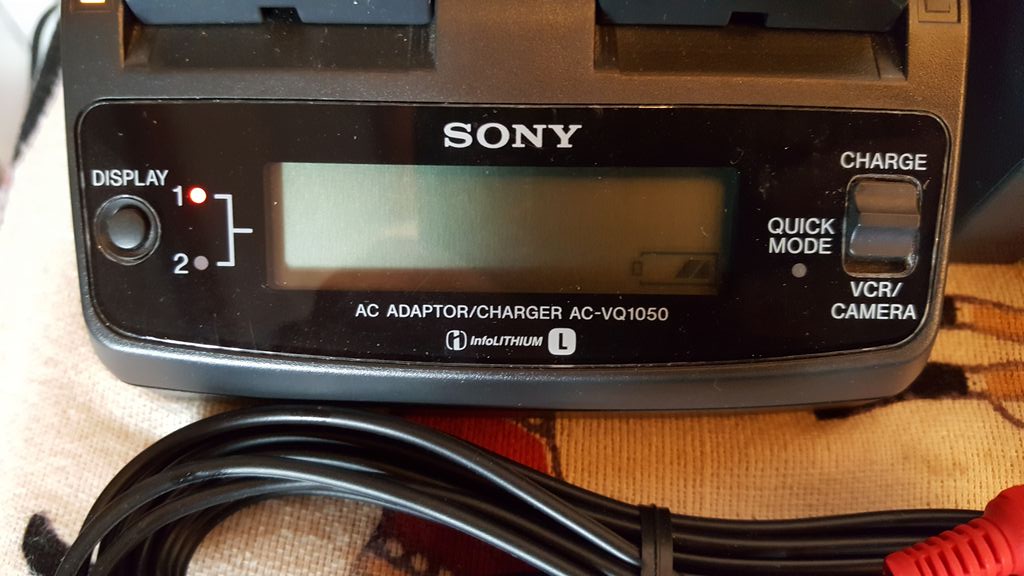 SONY
DISPLAY
1
2
CHARGE
QUICK
MODE
VCR/
CAMERA
AC ADAPTOR/CHARGER AC-VQ1050
InfoLITHIUM L